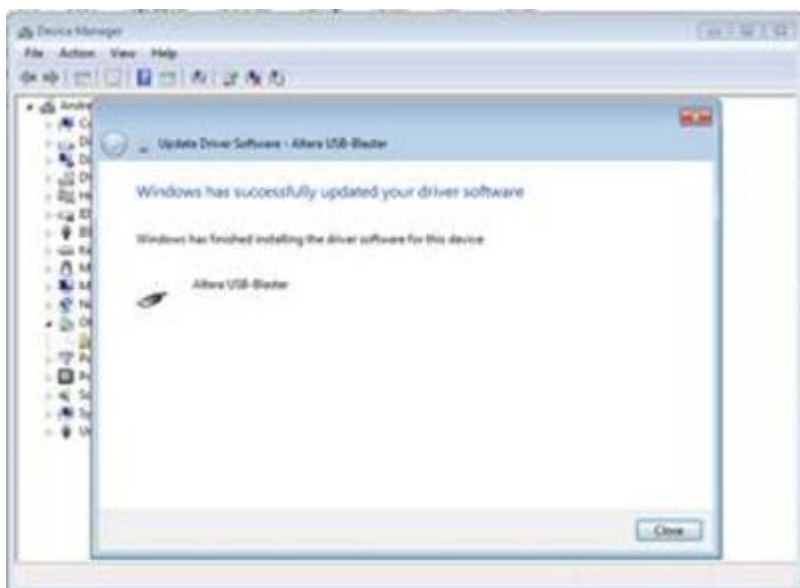 Device Manager
File Action View Help
Update Driver Software - Altera USB-Blaster
Windows has successfully updated your driver software
Windows has finished installing the driver software for this device
Altera USB-Blaster
Close